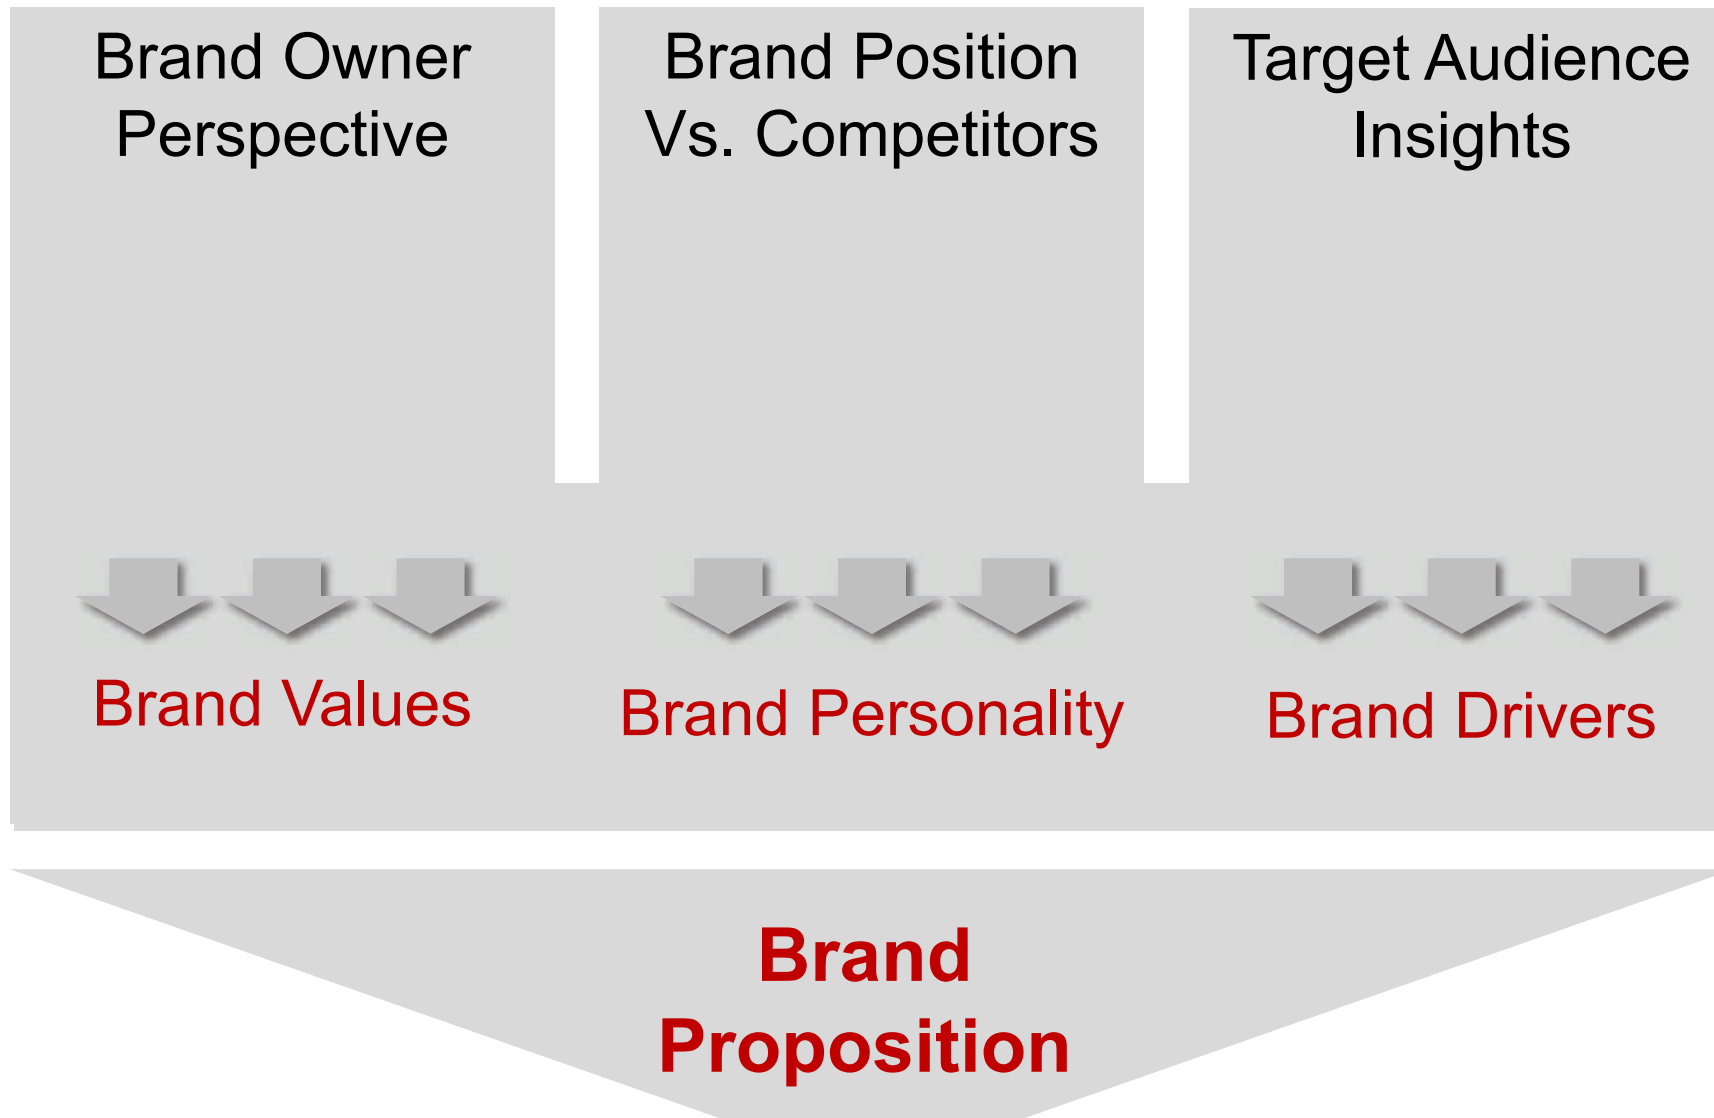 Brand Owner
Perspective
Brand Position
Vs. Competitors
Target Audience
Insights
Brand Values
Brand Personality
Brand Drivers
Brand
Proposition